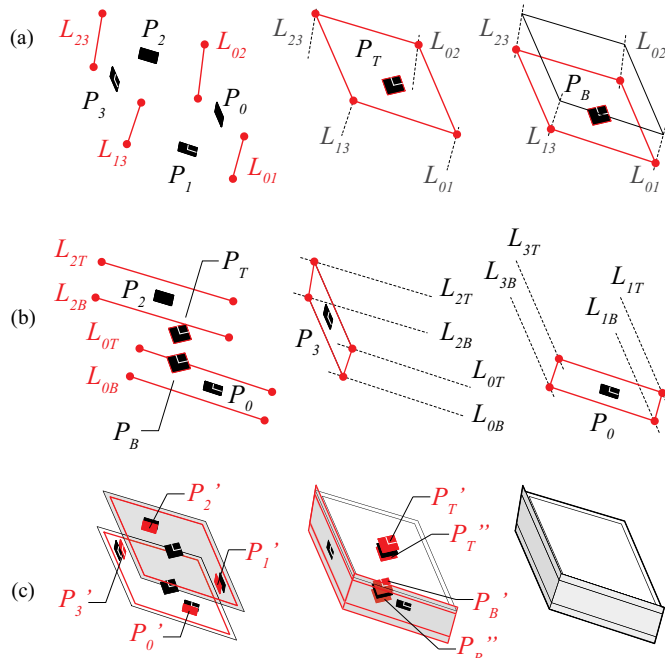 (a)
L23
P2
L02
P3
P0
L13
P1
L01
L23
PT
L02
L13
L01
L23
PB
L02
L13
L01
(b)
L2T
PT
L2B
P2
L0T
L0B
P0
PB
L2T
L2B
P3
L0T
L0B
L3T
L3B
L1T
L1B
P0
(c)
P2’
P1’
P3’
P0’
PT’
PT’’
PB’
PB’’